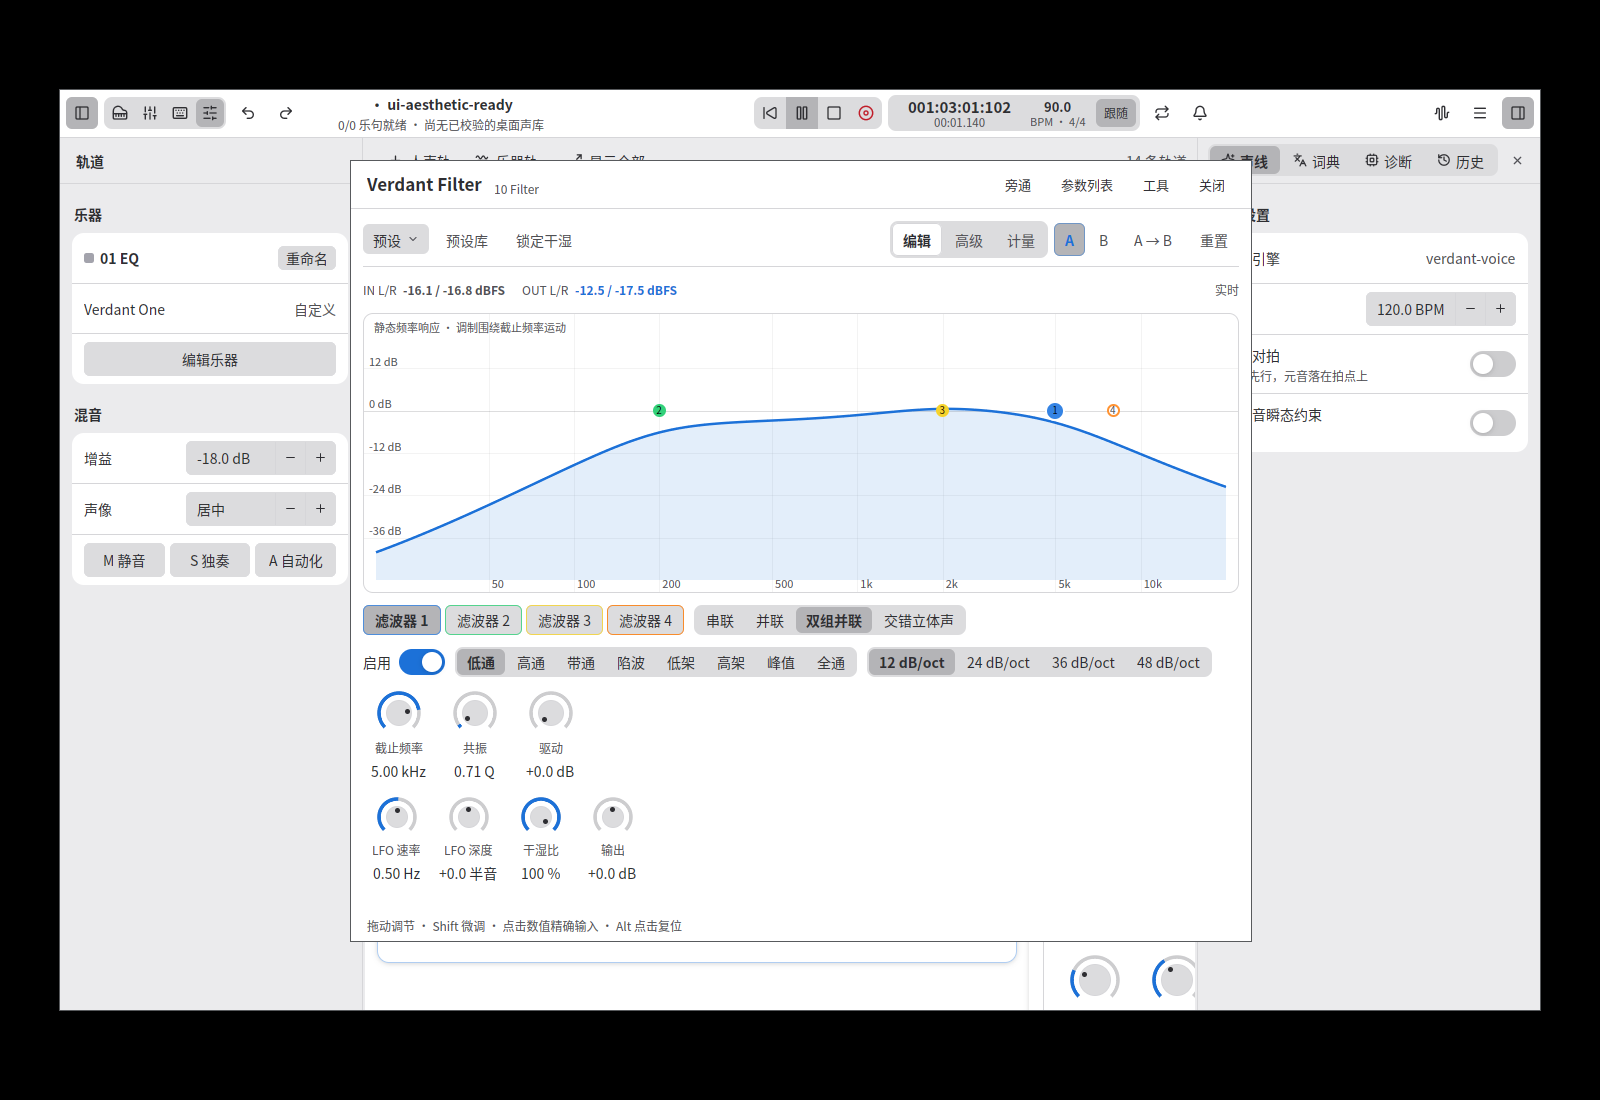 • ui-aesthetic-ready
0/0 乐句就绪 • 尚无已校验的桌面声库
001:03:01:102
00:01.140
90.0
BPM • 4/4
跟随
轨道
词典
诊断
历史
乐器
01 EQ
重命名
Verdant One
自定义
编辑乐器
混音
增益
-18.0 dB
声像
居中
M 静音
S 独奏
A 自动化
Verdant Filter
10 Filter
旁通
参数列表
工具
关闭
预设
预设库
锁定干湿
编辑
高级
计量
A
B
A → B
重置
IN L/R -16.1 / -16.8 dBFS
OUT L/R -12.5 / -17.5 dBFS
实时
静态频率响应 • 调制围绕截止频率运动
12 dB
0 dB
-12 dB
-24 dB
-36 dB
2
3
1
4
50
100
200
500
1k
2k
5k
10k
滤波器 1
滤波器 2
滤波器 3
滤波器 4
串联
并联
双组并联
交错立体声
启用
低通
高通
带通
陷波
低架
高架
峰值
全通
12 dB/oct
24 dB/oct
36 dB/oct
48 dB/oct
截止频率
共振
驱动
5.00 kHz
0.71 Q
+0.0 dB
LFO 速率
LFO 深度
干湿比
输出
0.50 Hz
+0.0 半音
100 %
+0.0 dB
拖动调节 • Shift 微调 • 点击数值精确输入 • Alt 点击复位
引擎
verdant-voice
120.0 BPM
对拍
先行，元音落在拍点上
音瞬态约束